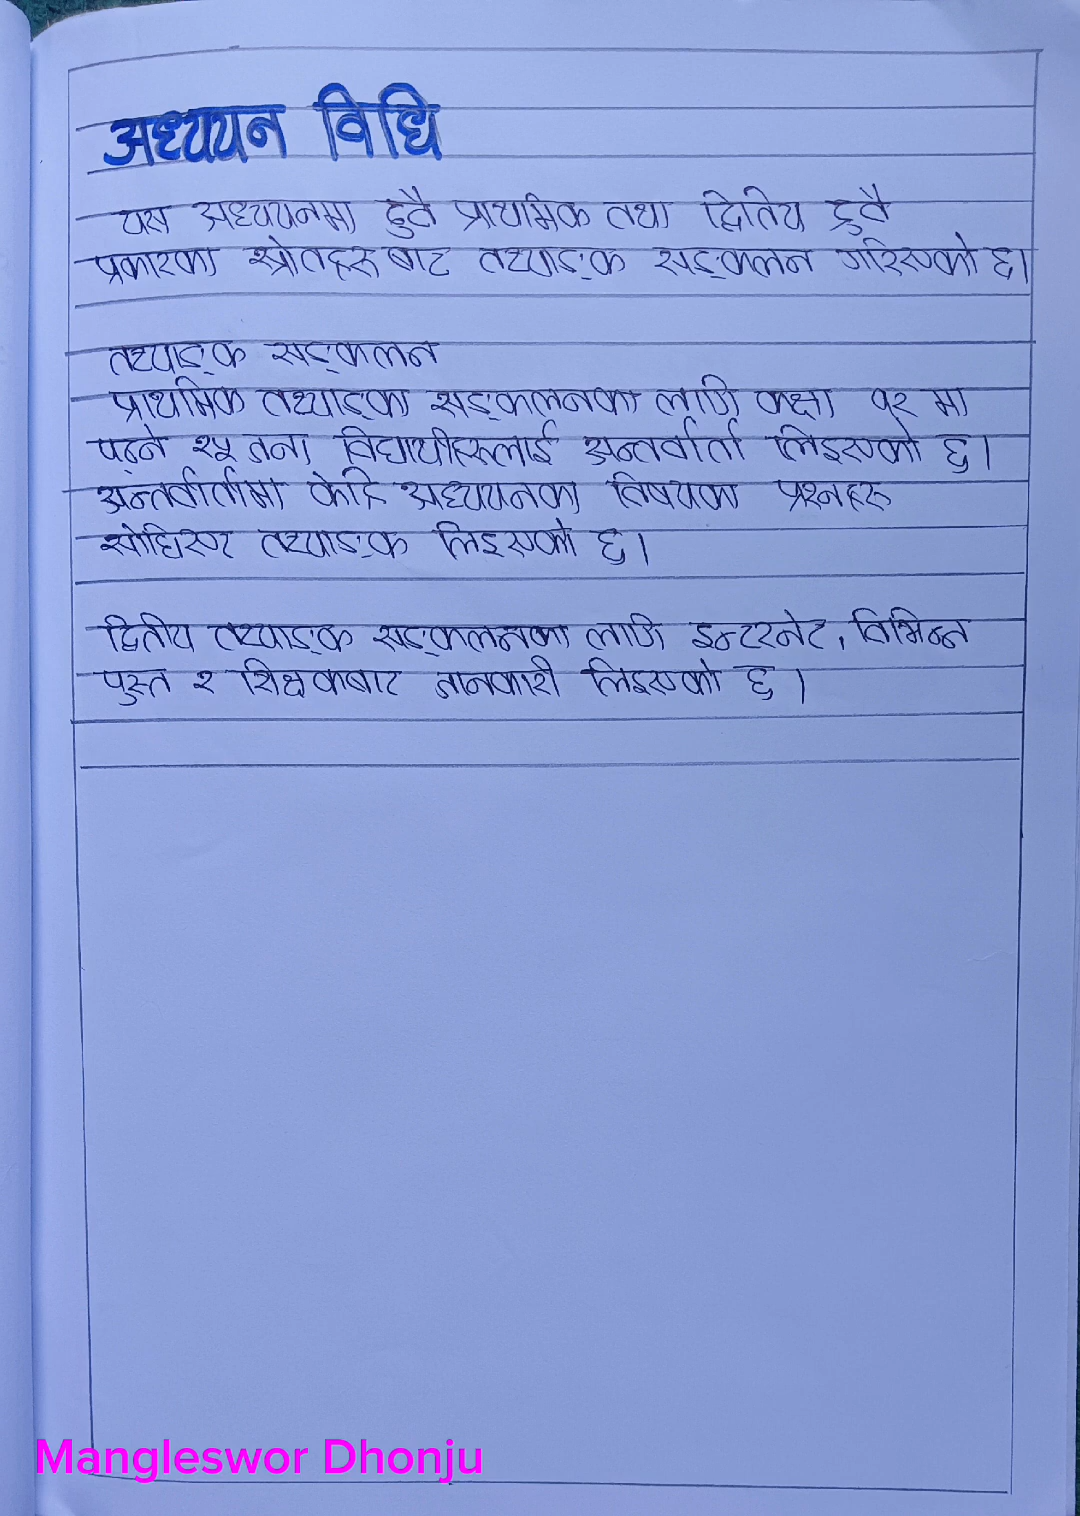 अध्ययन विधि
यस अध्ययनमा दुवै प्राथमिक तथा द्वितिय दुवै
प्रकारका स्रोतहरु बाट तथ्याङ्क सङ्कलन गरिएको छ।
तथ्याङ्क सङ्कलन
प्राथमिक तथ्याङ्का सङ्कलनका लागि कक्षा १२ मा
पढ्ने २५ जना विद्यार्थीहरुलाई अन्तर्वार्ता लिइएको छ।
अन्तर्वार्तामा केहि अध्ययनका विषयका प्रश्नहरु
सोधिएर तथ्याङ्क लिइएको छ।
द्वितीय तथ्याङ्क सङ्कलनका लागि इन्टरनेट, विभिन्न
पुस्त र शिक्षकबाट जानकारी लिइएको छ।
Mangleswor Dhonju